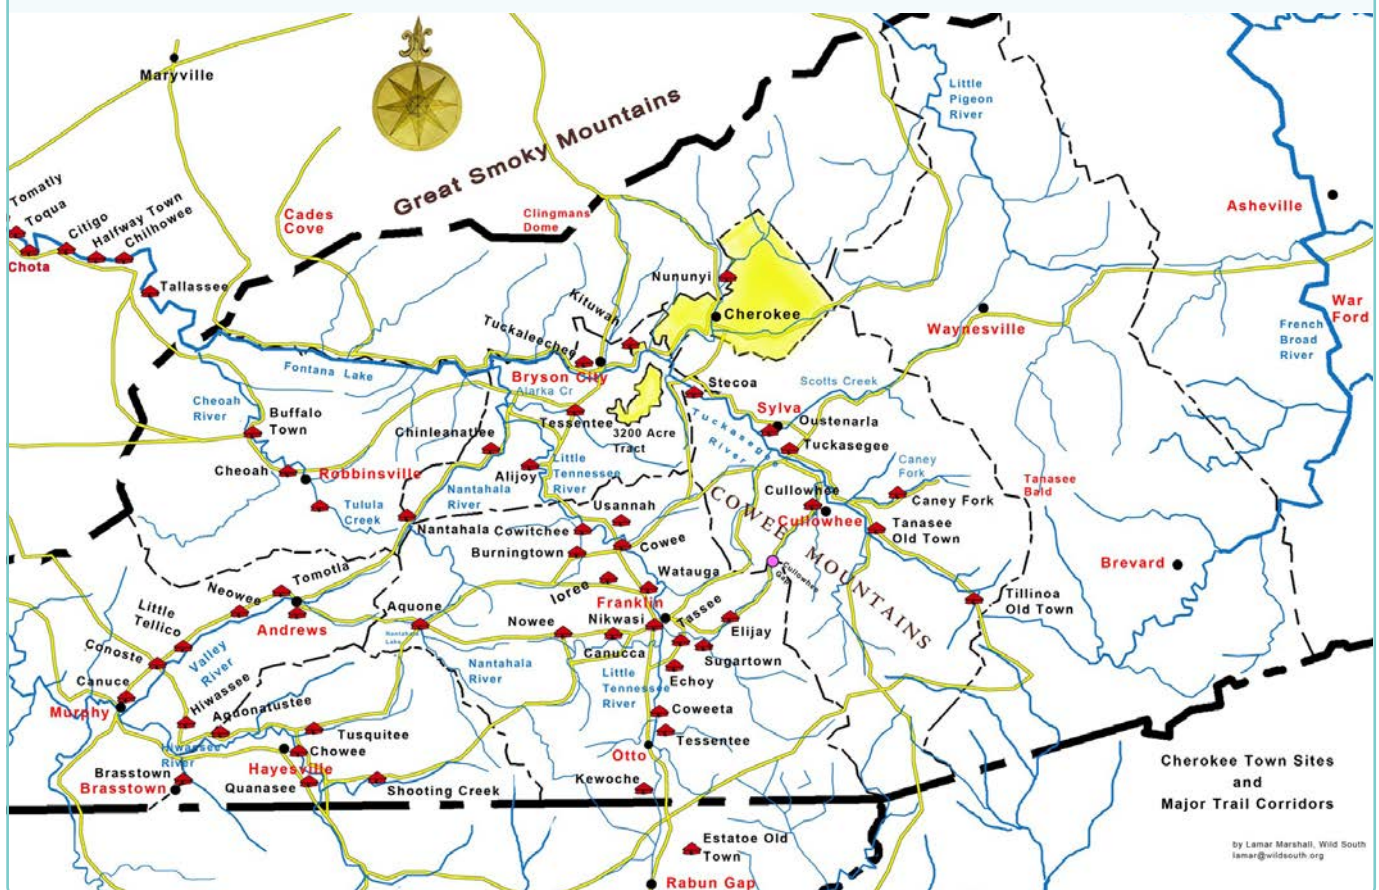 Maryville
Great Smoky Mountains
Little
Pigeon
River
Tomatly
Toqua
Citigo
Halfway Town
Chilhowee
Chota
Tallassee
Cades
Cove
Clingmans
Dome
Asheville
War
Ford
French
Broad
River
Nununyi
Cherokee
Kituwah
Tuckaleechee
Waynesville
Bryson City
Fontana Lake
Alarka Cr
Stecoa
Scotts Creek
Cheoah
River
Buffalo
Town
Tessentee
3200 Acre
Tract
Tuckasegee
River
Sylva
Oustenarla
Tuckasegee
Chinleanatlee
Cheoah
Robbinsville
Alijoy
Little
Tennessee
River
Caney
Fork
Tanasee
Bald
Tulula
Creek
Nantahala
River
Usannah
Cullowhee
Caney Fork
Nantahala
Cowitchee
COWEE MOUNTAINS
Cullowhee
Tanasee
Old Town
Burningtown
Cowee
Brevard
Cullowhee
Gap
Tomotla
Neowee
Ioree
Watauga
Tillinoa
Old Town
Little
Tellico
Andrews
Aquone
Nantahala
Lake
Franklin
Nowee
Nikwasi
Tassee
Elijay
Conoste
Valley
River
Canucca
Sugartown
Canuce
Nantahala
River
Little
Tennessee
River
Echoy
Murphy
Hiwassee
Aquonatustee
Coweeta
Tusquitee
Tessentee
Hiwassee
River
Chowee
Otto
Brasstown
Hayesville
Brasstown
Quanasee
Shooting Creek
Kewoche
Cherokee Town Sites
and
Major Trail Corridors
Estatoe Old
Town
by Lamar Marshall, Wild South
lamar@wildsouth.org
Rabun Gap